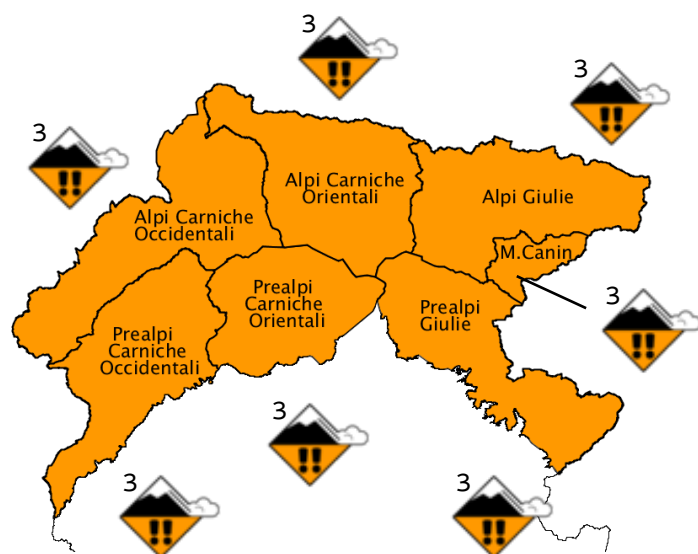 3
3
3
Alpi Carniche
Orientali
Alpi Giulie
Alpi Carniche
Occidentali
M.Canin
Prealpi
Carniche
Orientali
3
Prealpi
Giulie
Prealpi
Carniche
Occidentali
3
3
3